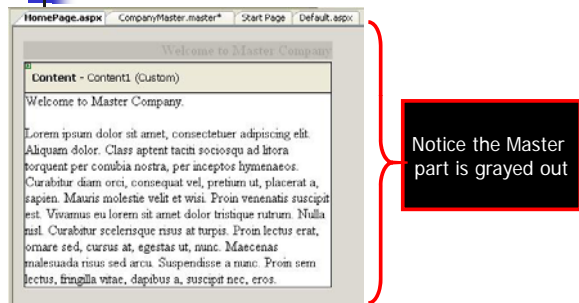 HomePage.aspx CompanyMaster.master* Start Page Default.aspx
Welcome to Master Company
Content - Content1 (Custom)
Welcome to Master Company.
Lorem ipsum dolor sit amet, consectetuer adipiscing elit.
Aliquam dolor. Class aptent taciti sociosqu ad litora
torquent per conubia nostra, per inceptos hymenaeos.
Curabitur diam orci, consequat vel, pretium ut, placerat a,
sapien. Mauris molestie velit et wisi. Proin venenatis suscipit
est. Vivamus eu lorem sit amet dolor tristique rutrum. Nulla
nisl. Curabitur scelerisque risus at turpis. Proin lectus erat,
ornare sed, cursus at, egestas ut, nunc. Maecenas
malesuada risus sed arcu. Suspendisse a nunc. Proin sem
lectus, fringilla vitae, dapibus a, suscipit nec, eros.
Notice the Master
part is grayed out